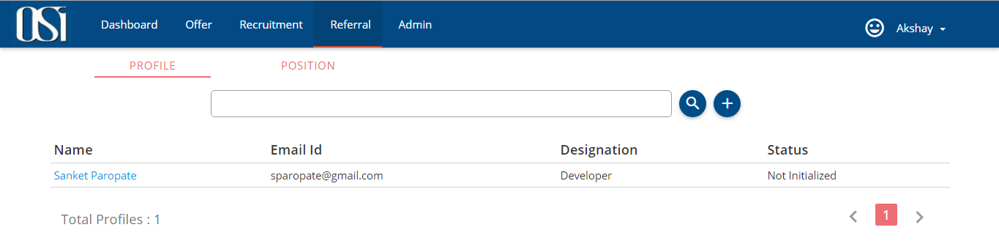 OSi Dashboard Offer Recruitment Referral Admin Akshay
PROFILE POSITION
Name Email Id Designation Status
Sanket Paropate sparopate@gmail.com Developer Not Initialized
Total Profiles : 1 1